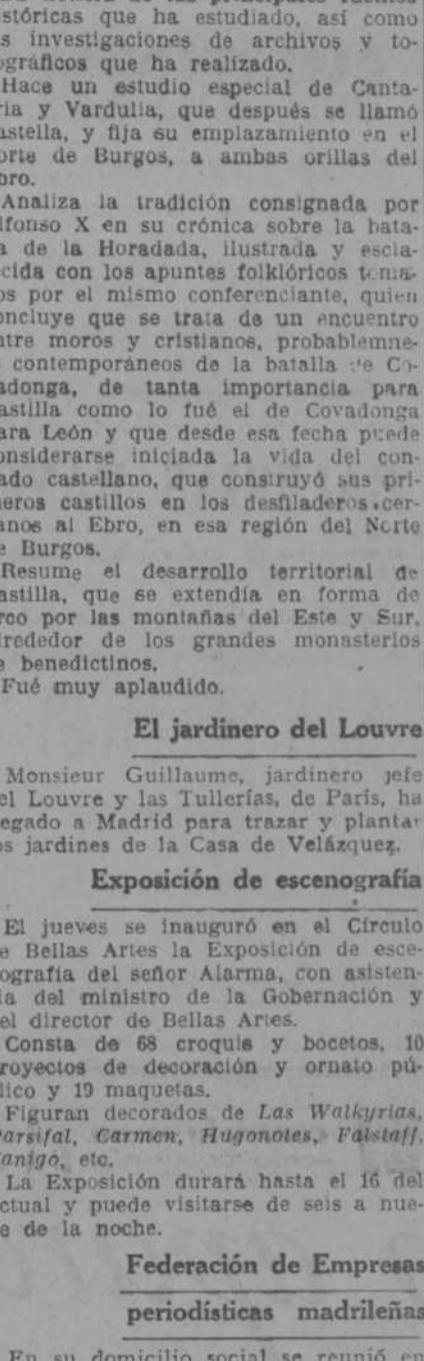 históricas que ha estudiado, así como
investigaciones de archivos y to-
gráficos que ha realizado.
Hace un estudio especial de Canta-
ria y Vardulia, que después se llamó
astella, y fija su emplazamiento en el
orte de Burgos, a ambas orillas del
bro.
Analiza la tradición consignada por
lfonso X en su crónica sobre la bata-
a de la Horadada, ilustrada y escla-
cida con los apuntes folklóricos toma-
os por el mismo conferenciante, quien
oncluye que se trata de un encuentro
ntre moros y cristianos, probablemne-
contemporáneos de la batalla de Co-
adonga, de tanta importancia para
astilla como lo fué el de Covadonga
ara León y que desde esa fecha puede
onsiderarse iniciada la vida del con-
ado castellano, que construyó sus pri-
meros castillos en los desfiladeros cer-
anos al Ebro, en esa región del Norte
e Burgos.
Resume el desarrollo territorial de
astilla, que se extendía en forma de
rco por las montañas del Este y Sur,
lrededor de los grandes monasterios
e benedictinos.
Fué muy aplaudido.
El jardinero del Louvre
Monsieur Guillaume, jardinero jefe
el Louvre y las Tullerías, de París, ha
legado a Madrid para trazar y plantar
os jardines de la Casa de Velázquez.
Exposición de escenografía
El jueves se inauguró en el Círculo
e Bellas Artes la Exposición de esce-
ografía del señor Alarma, con asisten-
ia del ministro de la Gobernación y
el director de Bellas Artes.
Consta de 68 croquis y bocetos, 10
royectos de decoración y ornato pú-
lico y 19 maquetas.
Figuran decorados de Las Walkyrias,
Parsifal, Carmen, Hugonotes, Falstaff,
anigo, etc.
La Exposición durará hasta el 16 del
ctual y puede visitarse de seis a nue-
e de la noche.
Federación de Empresas
periodísticas madrileñas
En su domicilio social se reunió en